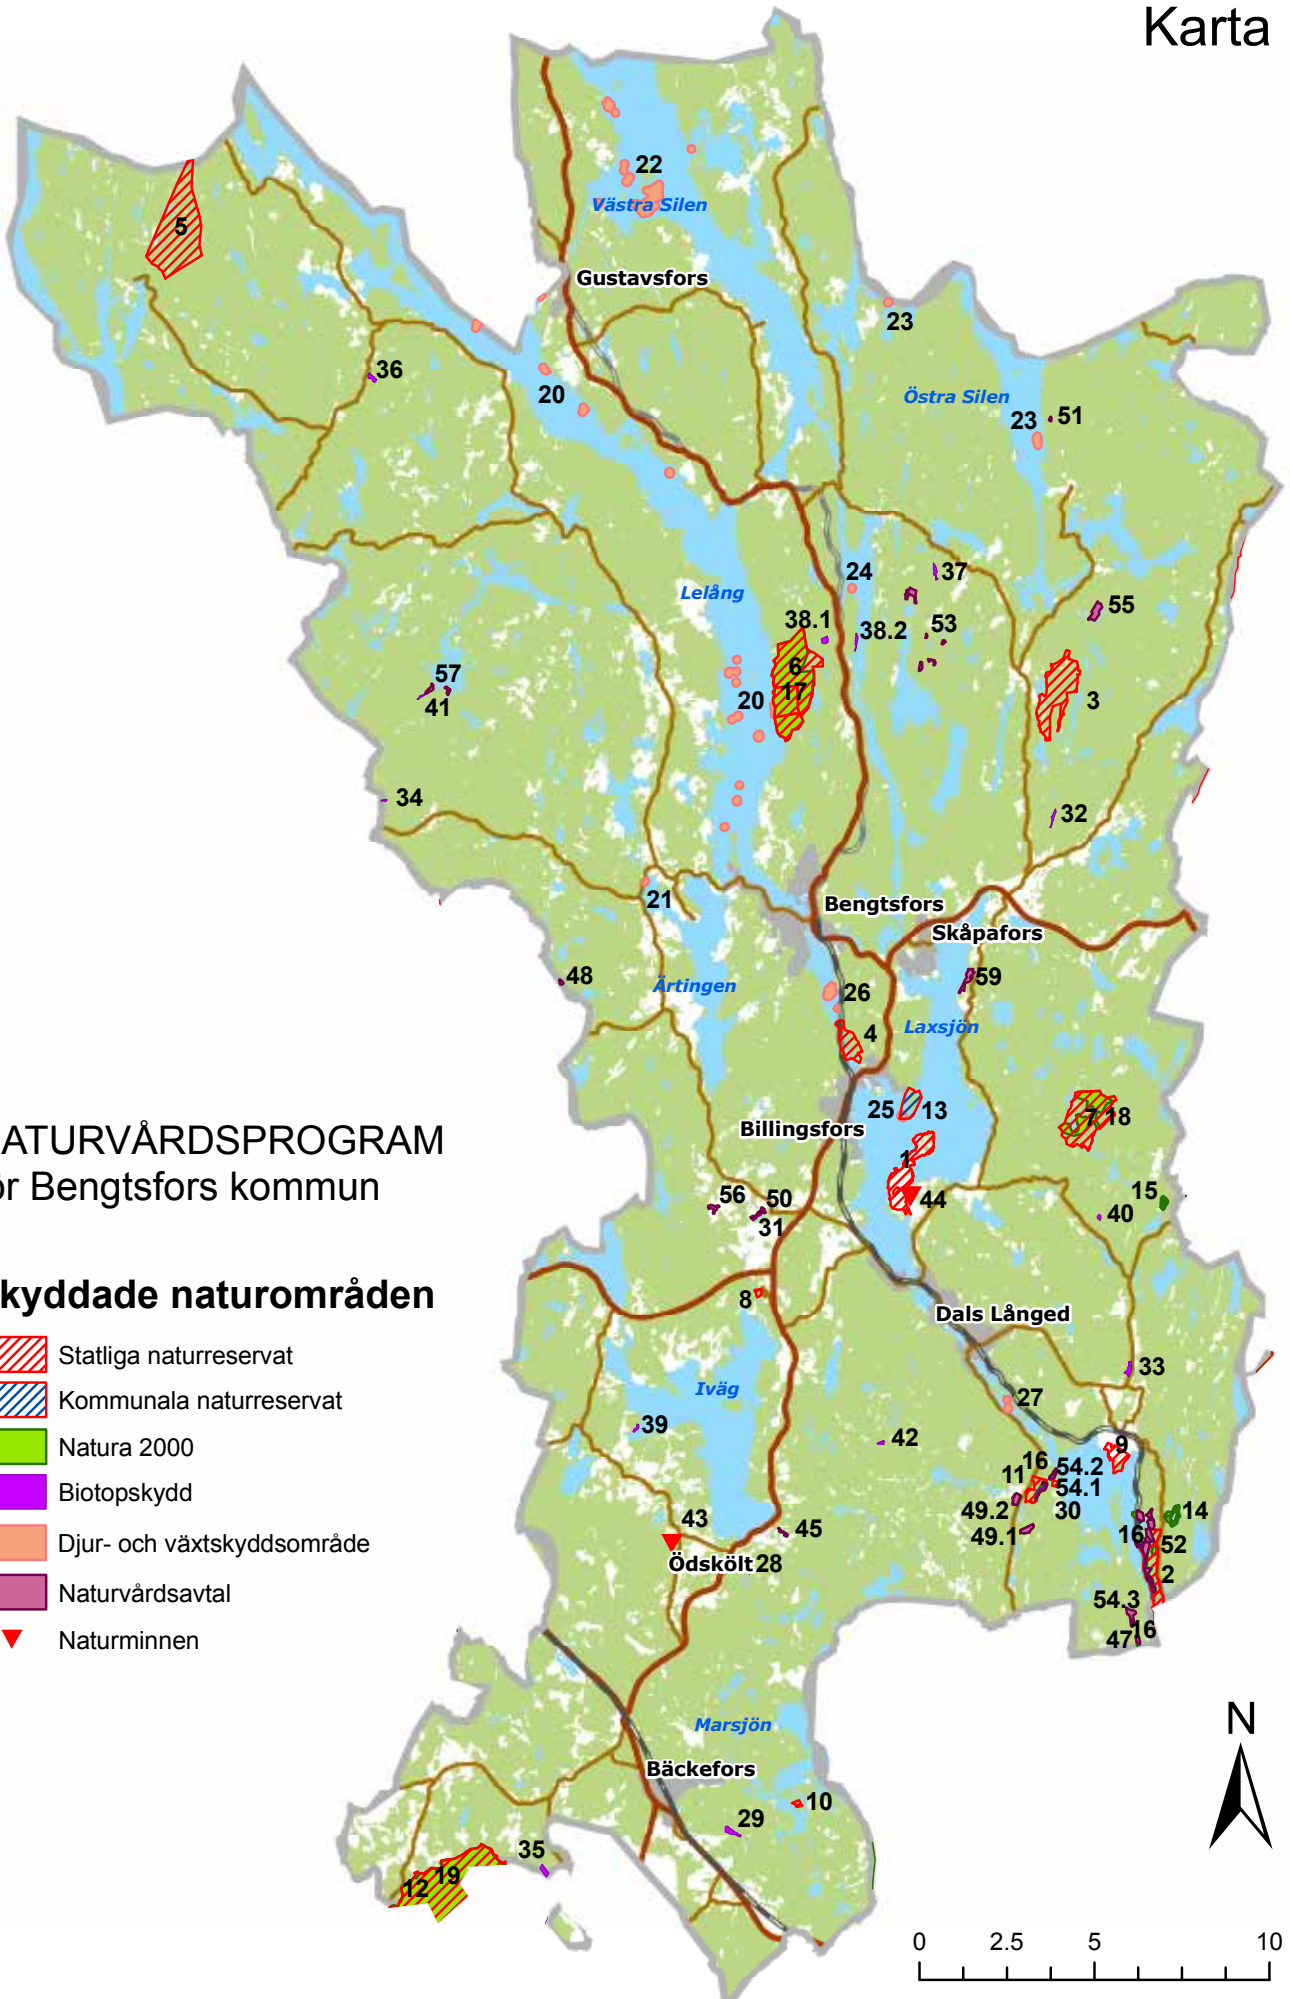 Karta
22
Västra Silen
5
Gustavsfors
23
36
20
Östra Silen
23
51
24
37
Lelång
55
38.1
38.2
53
6
57
17
3
41
20
34
32
21
Bengtsfors
Skåpafors
48
Ärtingen
59
26
Laxsjön
4
25
13
7
18
ATURVÅRDSPROGRAM
Billingsfors
ör Bengtsfors kommun
1
15
56
50
44
40
31
kyddade naturområden
8
Dals Långed
Statliga naturreservat
33
Kommunala naturreservat
Iväg
27
39
42
9
Natura 2000
16
54.2
11
54.1
Biotopskydd
49.2
30
14
43
45
49.1
16
52
Djur- och växtskyddsområde
Ödskölt
28
2
Naturvårdsavtal
54.3
16
47
Naturminnen
Marsjön
N
Bäckefors
10
29
35
19
12
0
2.5
5
10